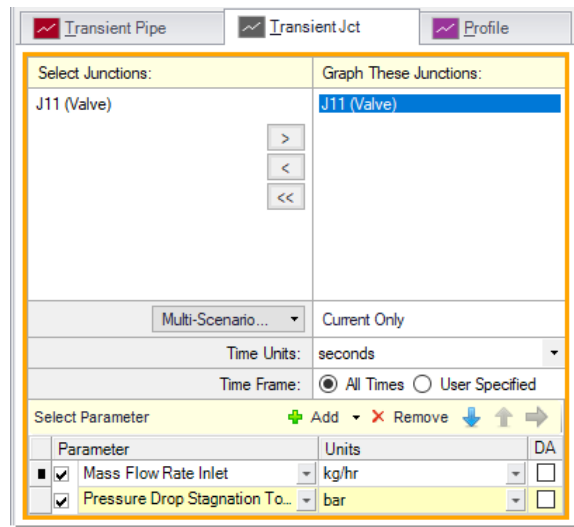 Transient Pipe Transient Jct Profile
Select Junctions: Graph These Junctions:
J11 (Valve) J11 (Valve)
>
<
<<
Multi-Scenario... Current Only
Time Units: seconds
Time Frame: All Times User Specified
Select Parameter Add Remove
Parameter Units DA
Mass Flow Rate Inlet kg/hr
Pressure Drop Stagnation To... bar